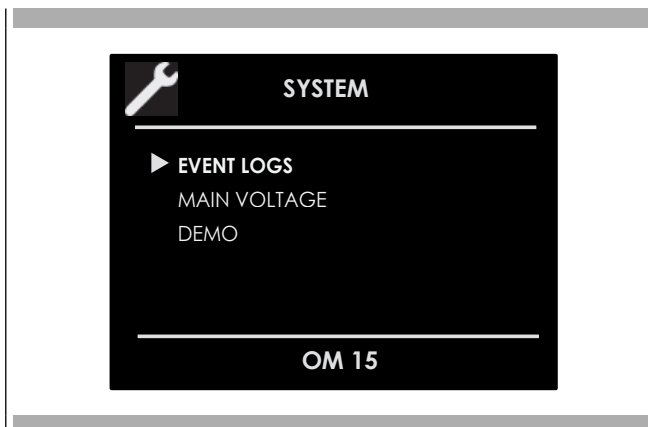 SYSTEM
EVENT LOGS
MAIN VOLTAGE
DEMO
OM 15